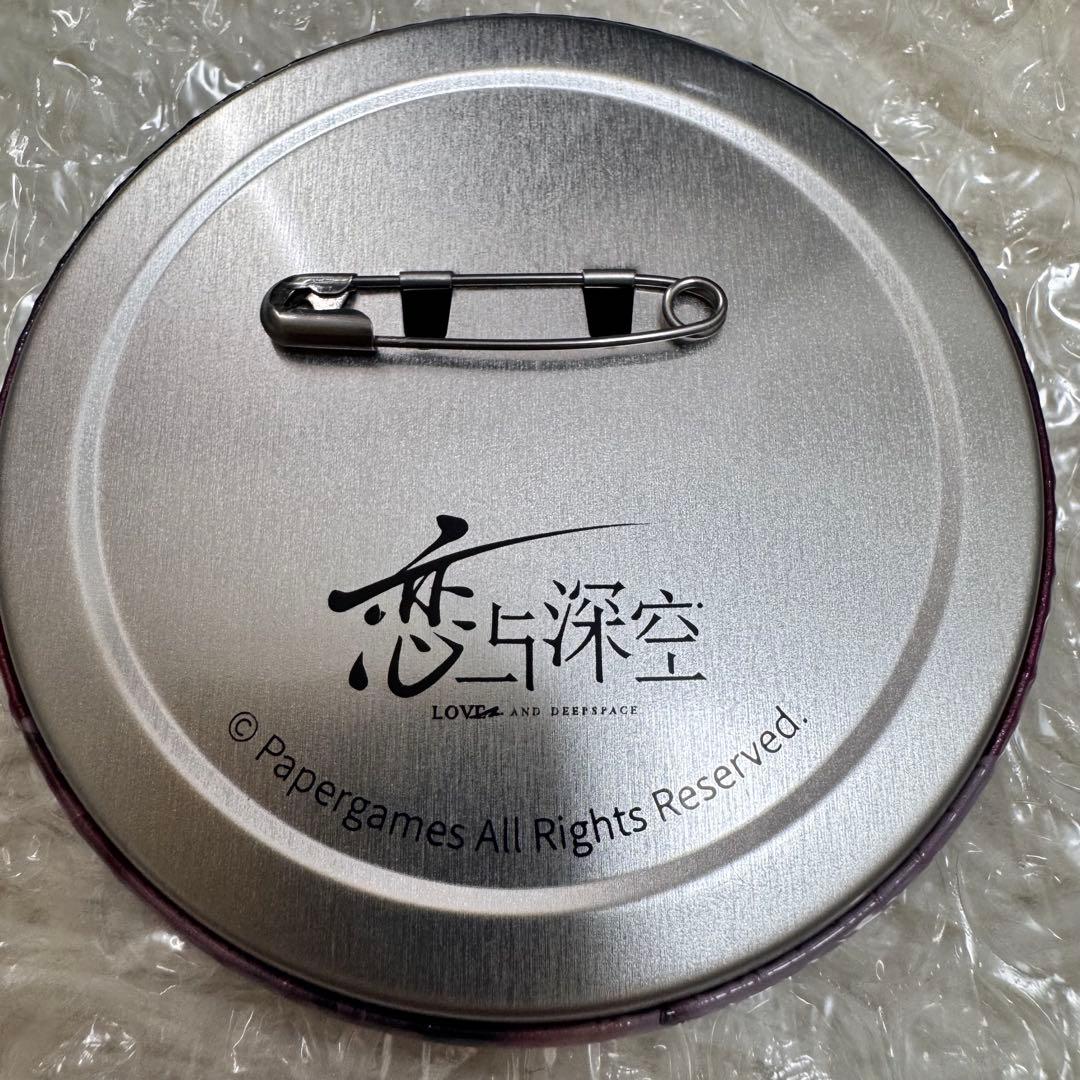 恋与深空
LOVE AND DEEPSPACE
© Papergames All Rights Reserved.